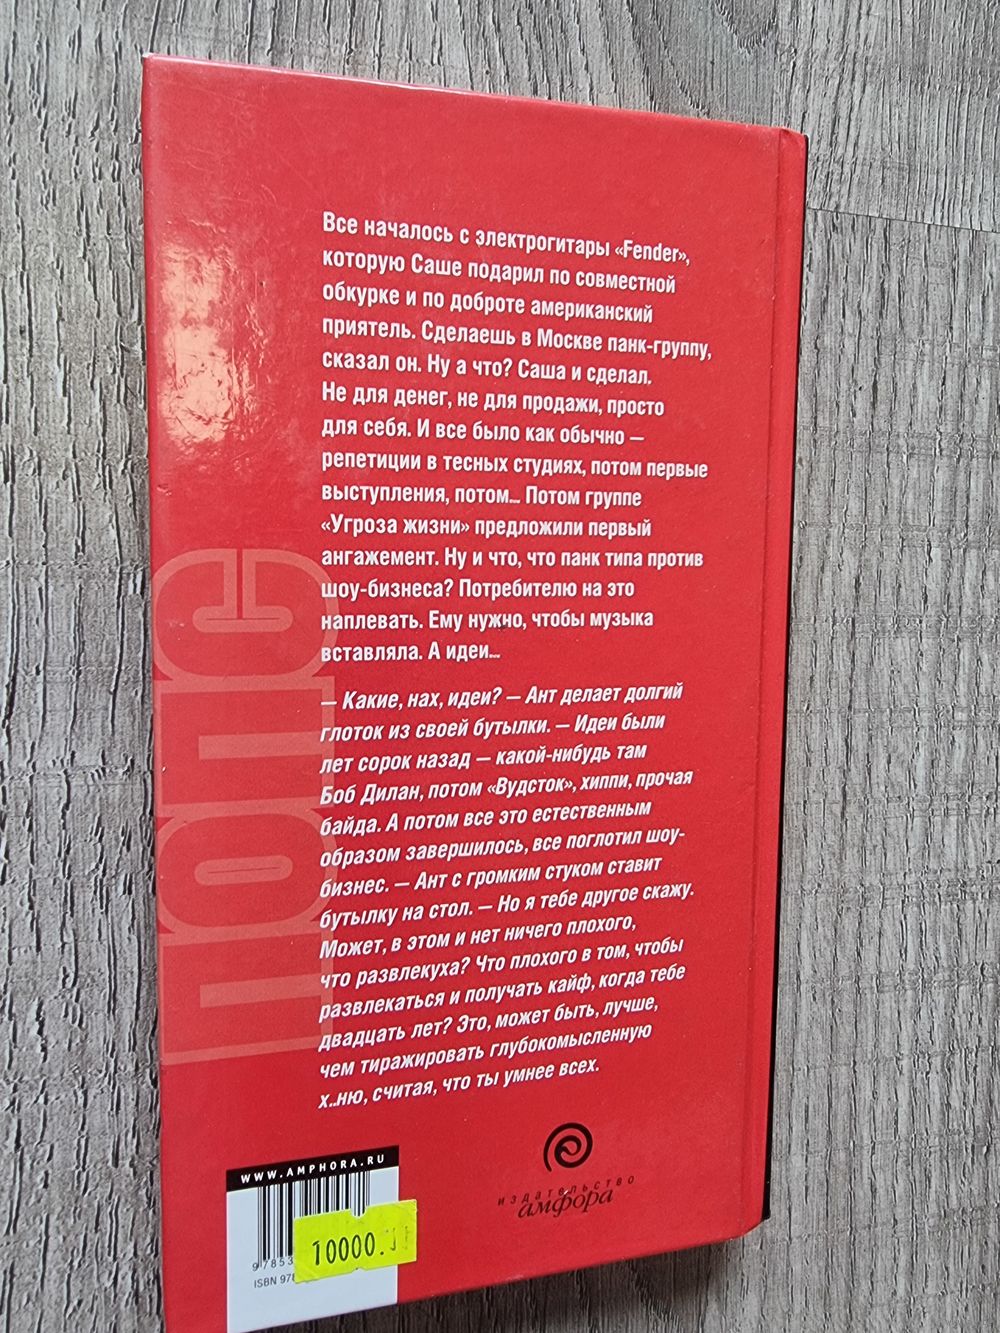 Все началось с электрогитары «Fender»,
которую Саше подарил по совместной
обкурке и по доброте американский
приятель. Сделаешь в Москве панк-группу,
сказал он. Ну а что? Саша и сделал.
Не для денег, не для продажи, просто
для себя. И все было как обычно —
репетиции в тесных студиях, потом первые
выступления, потом... Потом группе
«Угроза жизни» предложили первый
ангажемент. Ну и что, что панк типа против
шоу-бизнеса? Потребителю на это
наплевать. Ему нужно, чтобы музыка
вставляла. А идеи...
— Какие, нах, идеи? — Ант делает долгий
глоток из своей бутылки. — Идеи были
лет сорок назад — какой-нибудь там
Боб Дилан, потом «Вудсток», хиппи, прочая
байда. А потом все это естественным
образом завершилось, все поглотил шоу-
бизнес. — Ант с громким стуком ставит
бутылку на стол. — Но я тебе другое скажу.
Может, в этом и нет ничего плохого,
что развлекуха? Что плохого в том, чтобы
развлекаться и получать кайф, когда тебе
двадцать лет? Это, может быть, лучше,
чем тиражировать глубокомысленную
х..ню, считая, что ты умнее всех.
попс
издательство
амфора
WWW.AMPHORA.RU
10000.
9 785
ISBN 978